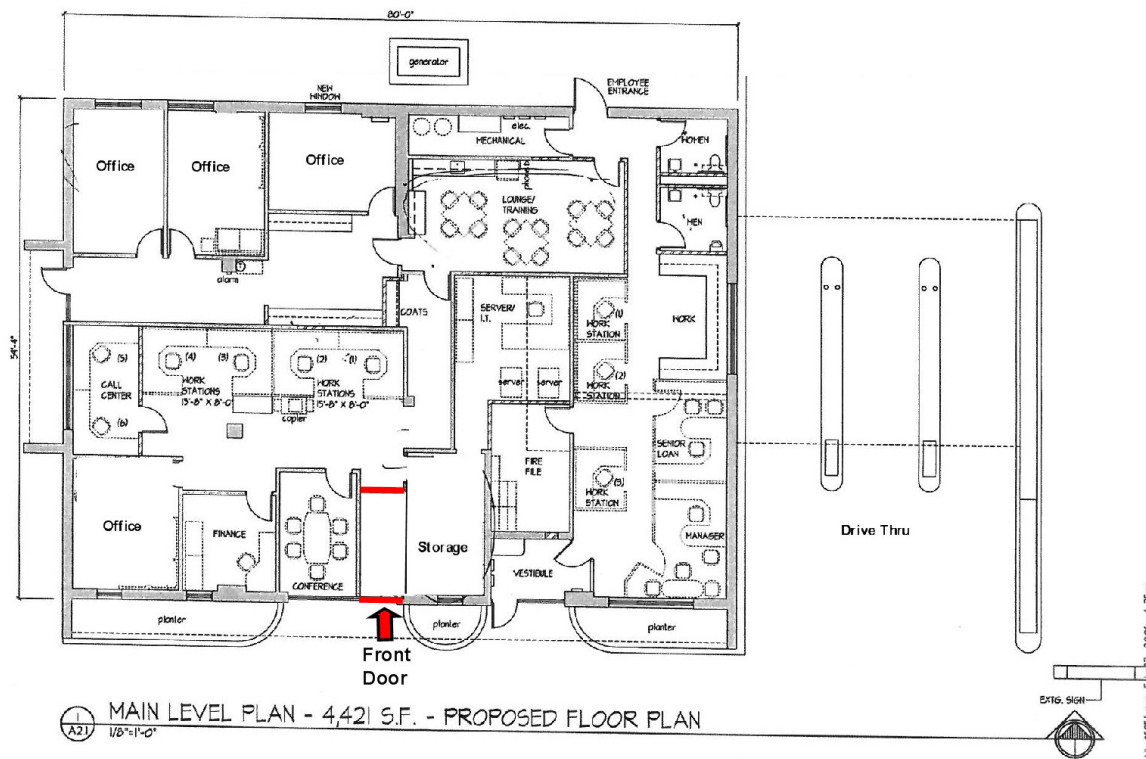 80'-0"
generator
EMPLOYEE
ENTRANCE
NEW
WINDOW
elec.
MECHANICAL
WOMEN
Office
Office
Office
LOUNGE/
TRAINING
MEN
54'-4"
alarm
COATS
SERVER/
I.T.
(1)
WORK
STATION
WORK
(5)
CALL
CENTER
(6)
(4)
(3)
WORK
STATIONS
15'-8" X 8'-0"
(2)
(1)
WORK
STATIONS
15'-8" X 8'-0"
copier
server
server
(2)
WORK
STATION
SENIOR
LOAN
FIRE
FILE
(3)
WORK
STATION
MANAGER
Office
FINANCE
CONFERENCE
Storage
VESTIBULE
Drive Thru
planter
planter
planter
Front
Door
EXTG. SIGN
1
A2.1
MAIN LEVEL PLAN - 4,421 S.F. - PROPOSED FLOOR PLAN
1/8"=1'-0"